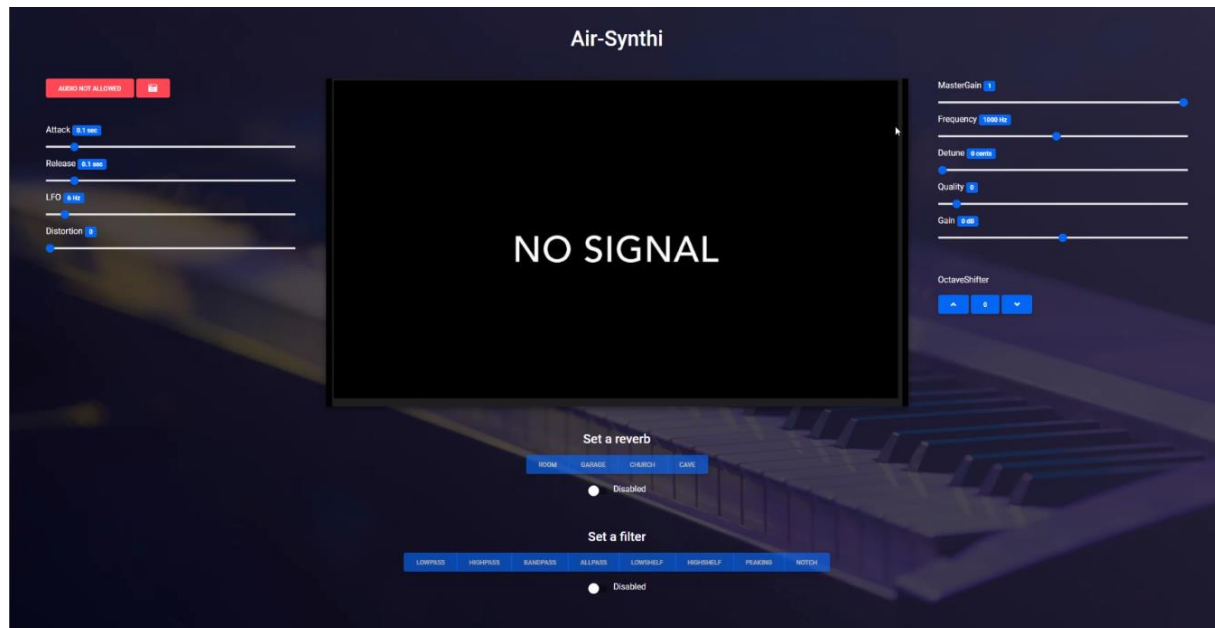 Air-Synthi
AUDIO NOT ALLOWED
Attack 0.1 sec
Release 0.1 sec
LFO 6 Hz
Distortion 0
NO SIGNAL
MasterGain 1
Frequency 1000 Hz
Detune 0 cents
Quality 0
Gain 0 dB
OctaveShifter
0
Set a reverb
ROOM GARAGE CHURCH CAVE
Disabled
Set a filter
LOWPASS HIGHPASS BANDPASS ALLPASS LOWSHELF HIGHSHELF PEAKING NOTCH
Disabled